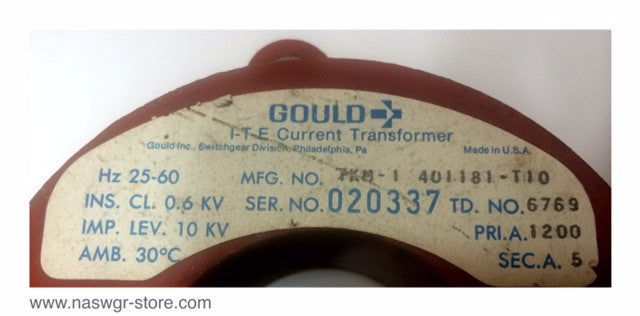 GOULD
I-T-E Current Transformer
Gould Inc., Switchgear Division, Philadelphia, Pa Made in U.S.A.
Hz 25-60 MFG. NO. 7KM-1 401181-T10
INS. CL. 0.6 KV SER. NO. 020337 TD. NO. 6769
IMP. LEV. 10 KV PRI.A. 1200
AMB. 30°C SEC.A. 5
www.naswgr-store.com